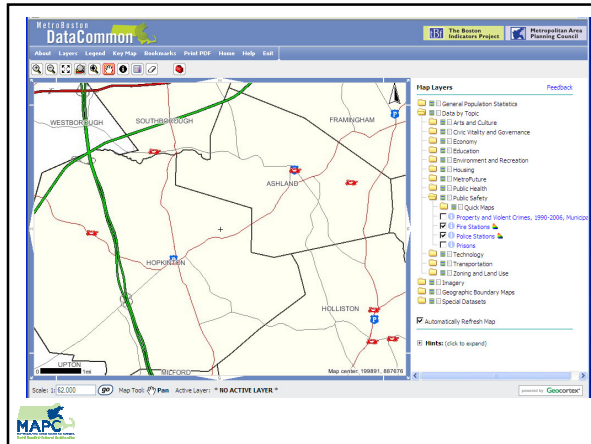 MetroBoston
DataCommon
The Boston
Indicators Project
Metropolitan Area
Planning Council
About Layers Legend Key Map Bookmarks Print PDF Home Help Exit
WESTBOROUGH
SOUTHBOROUGH
FRAMINGHAM
ASHLAND
HOPKINTON
HOLLISTON
UPTON
MILFORD
0 1mi
Map center: 199891, 887676
Map Layers
Feedback
General Population Statistics
Data by Topic
Arts and Culture
Civic Vitality and Governance
Economy
Education
Environment and Recreation
Housing
MetroFuture
Public Health
Public Safety
Quick Maps
Property and Violent Crimes, 1990-2006, Municipa
Fire Stations
Police Stations
Prisons
Technology
Transportation
Zoning and Land Use
Imagery
Geographic Boundary Maps
Special Datasets
Automatically Refresh Map
Hints: (click to expand)
Scale: 1: 62,000 go Map Tool: Pan Active Layer: * NO ACTIVE LAYER *
powered by Geocortex
MAPC